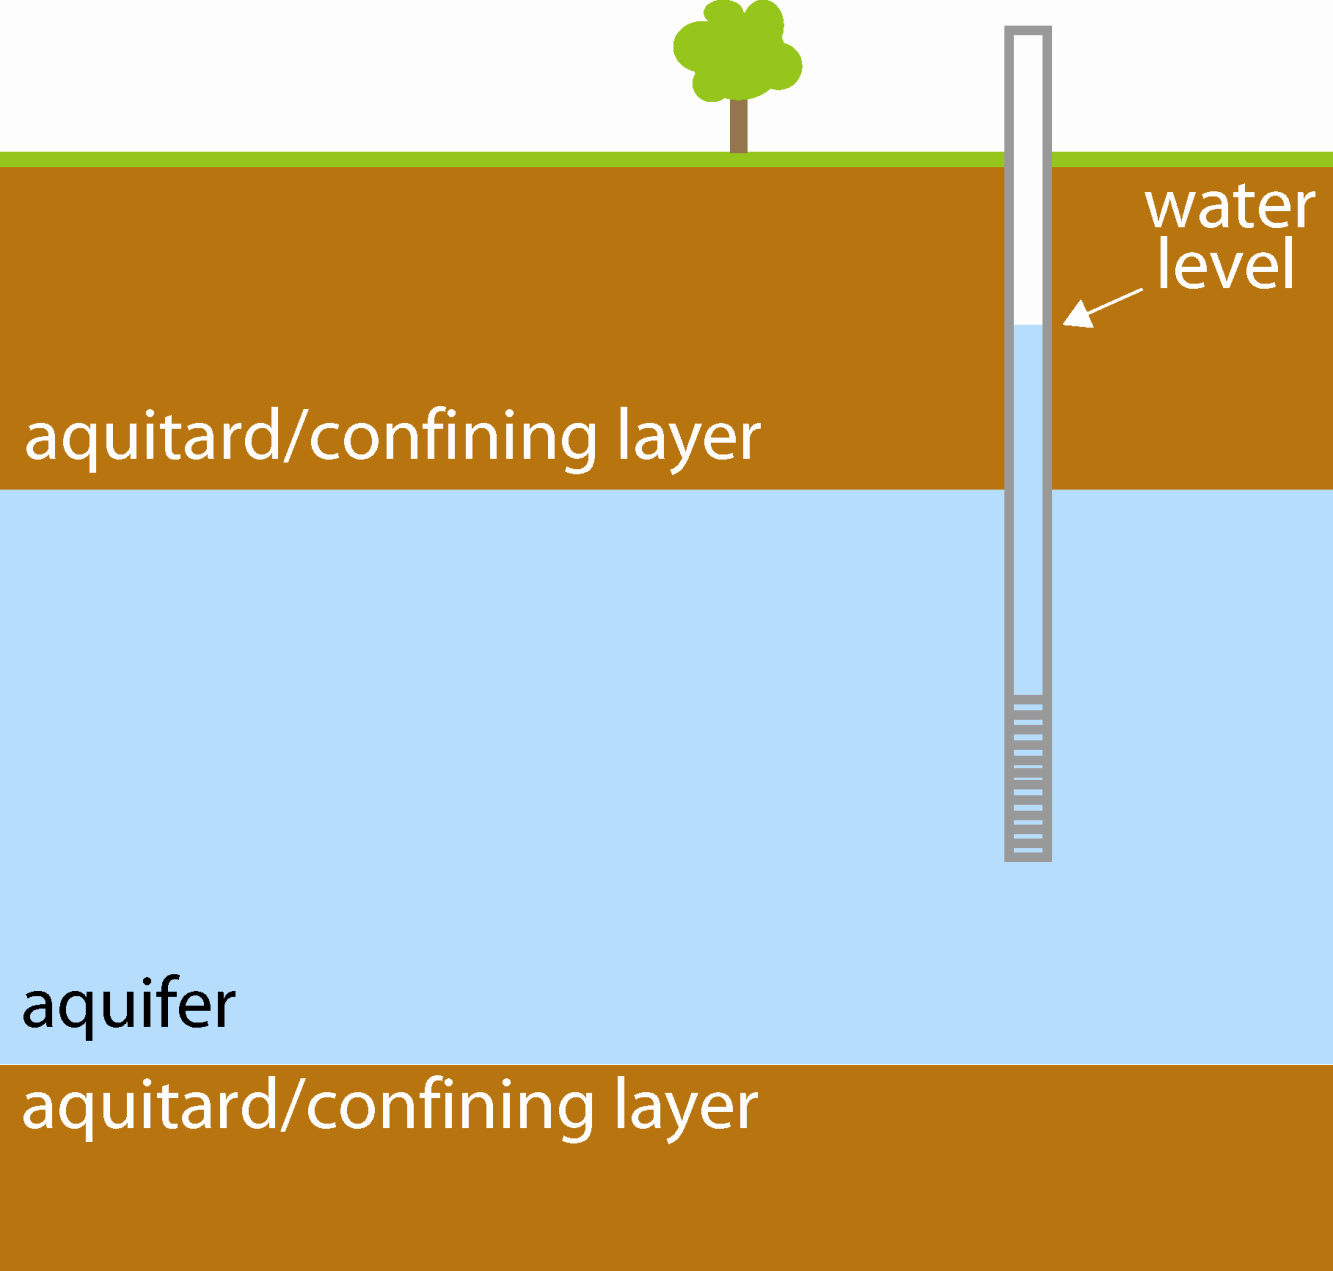 water
level
aquitard/confining layer
aquifer
aquitard/confining layer